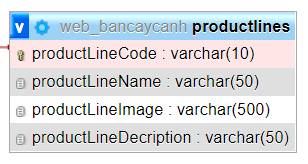 v web_bancaycanh productlines
productLineCode : varchar(10)
productLineName : varchar(50)
productLineImage : varchar(500)
productLineDecription : varchar(50)